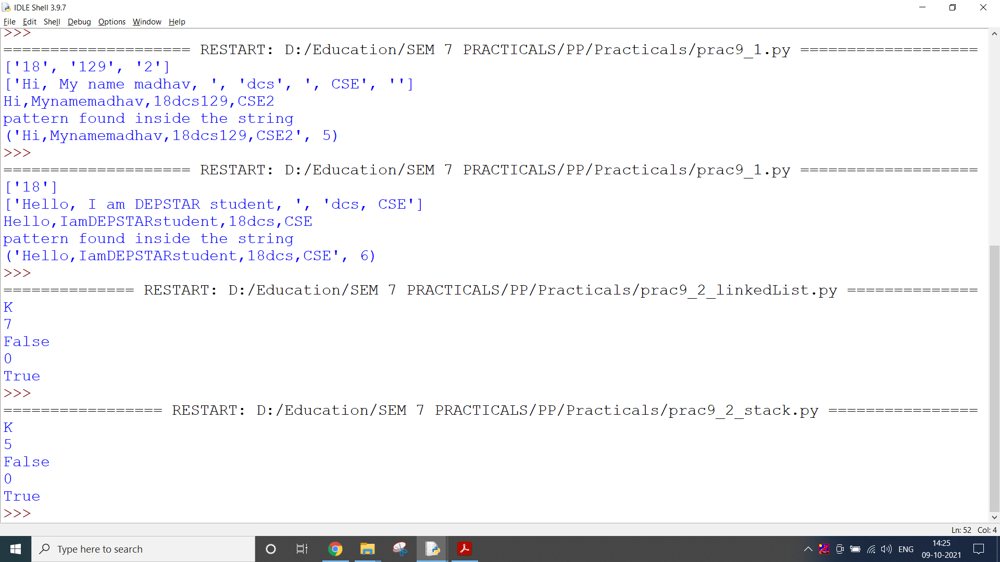 IDLE Shell 3.9.7
File Edit Shell Debug Options Window Help
>>>
==================== RESTART: D:/Education/SEM 7 PRACTICALS/PP/Practicals/prac9_1.py ===================
['18', '129', '2']
['Hi, My name madhav, ', 'dcs', ', CSE', '']
Hi,Mynamemadhav,18dcs129,CSE2
pattern found inside the string
('Hi,Mynamemadhav,18dcs129,CSE2', 5)
>>>
==================== RESTART: D:/Education/SEM 7 PRACTICALS/PP/Practicals/prac9_1.py ===================
['18']
['Hello, I am DEPSTAR student, ', 'dcs, CSE']
Hello,IamDEPSTARstudent,18dcs,CSE
pattern found inside the string
('Hello,IamDEPSTARstudent,18dcs,CSE', 6)
>>>
============== RESTART: D:/Education/SEM 7 PRACTICALS/PP/Practicals/prac9_2_linkedList.py ==============
K
7
False
0
True
>>>
================= RESTART: D:/Education/SEM 7 PRACTICALS/PP/Practicals/prac9_2_stack.py ================
K
5
False
0
True
>>>
Ln: 52 Col: 4
Type here to search
ENG
14:25
09-10-2021